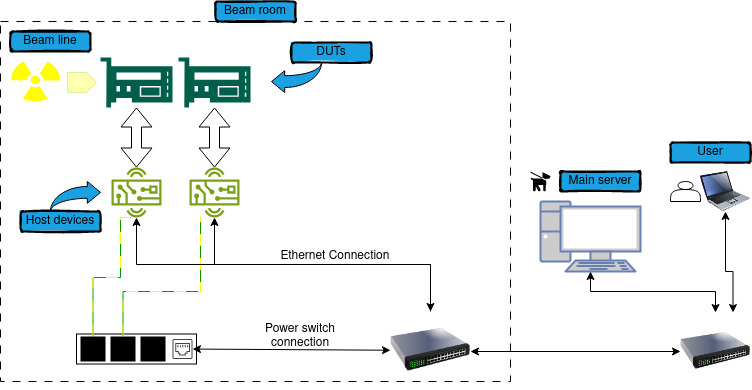 Beam room
Beam line
DUTs
User
Main server
Host devices
Ethernet Connection
Power switch
connection